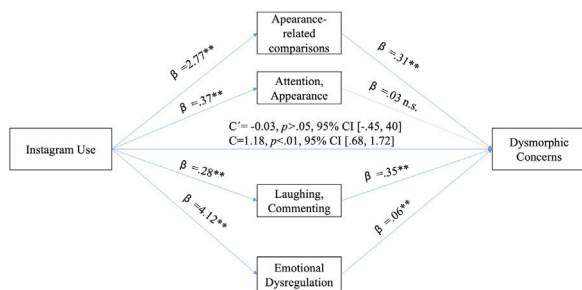 Apearance-
related
comparisons
β =2.77**
β =.31**
Attention,
Appearance
β =.37**
β =.03 n.s.
C´= -0.03, p>.05, 95% CI [-.45, 40]
C=1.18, p<.01, 95% CI [.68, 1.72]
Instagram Use
Dysmorphic
Concerns
β =.28**
β =.35**
Laughing,
Commenting
β =4.12**
β =.06**
Emotional
Dysregulation